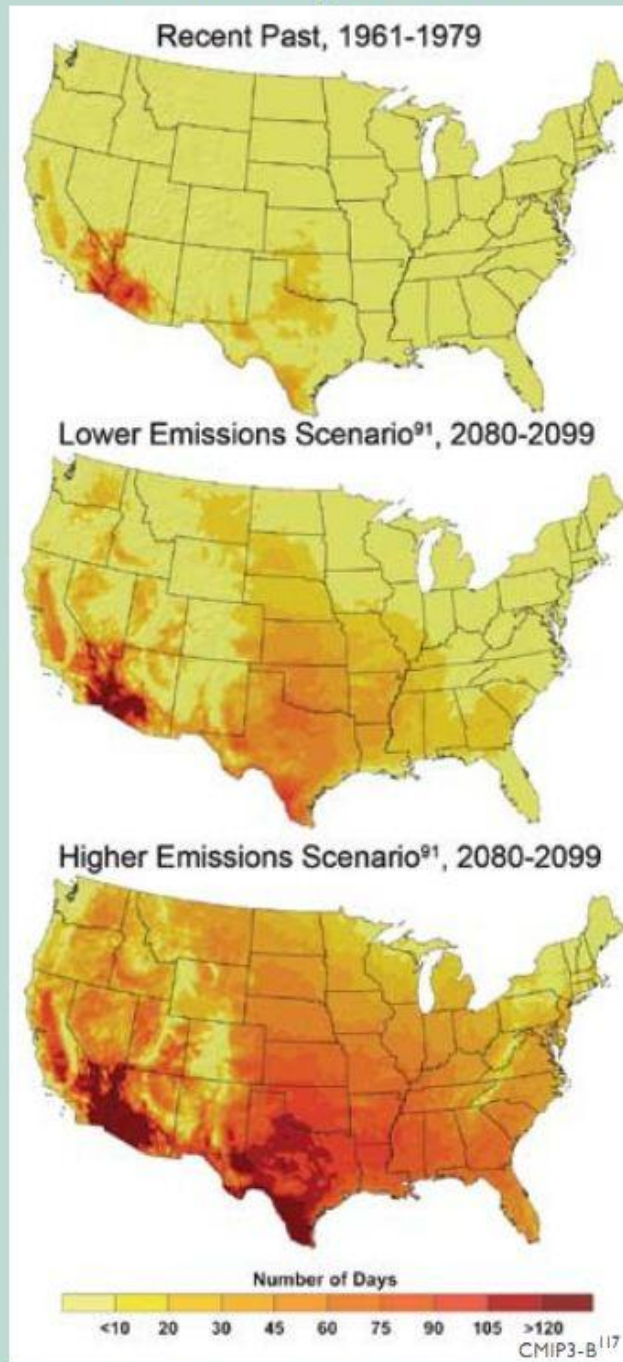 Recent Past, 1961-1979
Lower Emissions Scenario⁹¹, 2080-2099
Higher Emissions Scenario⁹¹, 2080-2099
Number of Days
<10 20 30 45 60 75 90 105 >120
CMIP3-B¹¹⁷